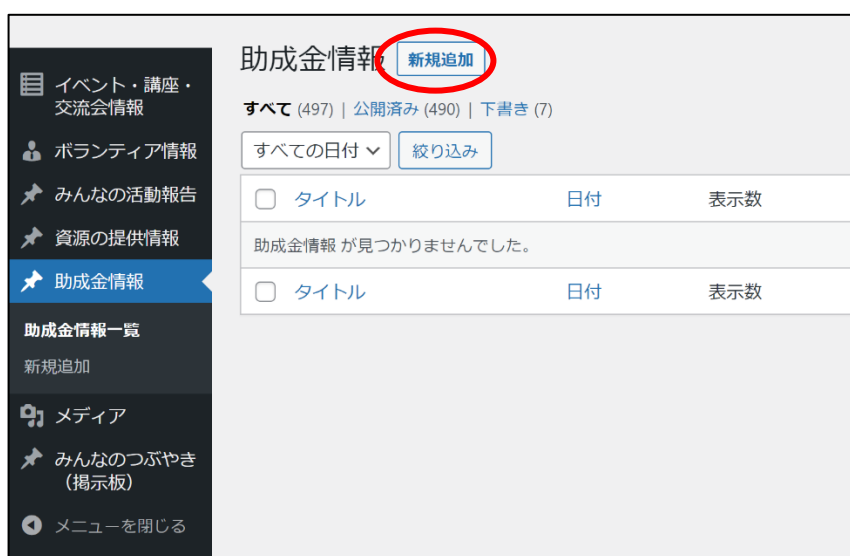 イベント・講座・
交流会情報
ボランティア情報
みんなの活動報告
資源の提供情報
助成金情報
助成金情報一覧
新規追加
メディア
みんなのつぶやき
(掲示板)
メニューを閉じる
助成金情報 新規追加
すべて (497) | 公開済み (490) | 下書き (7)
すべての日付 絞り込み
タイトル 日付 表示数
助成金情報 が見つかりませんでした。
タイトル 日付 表示数